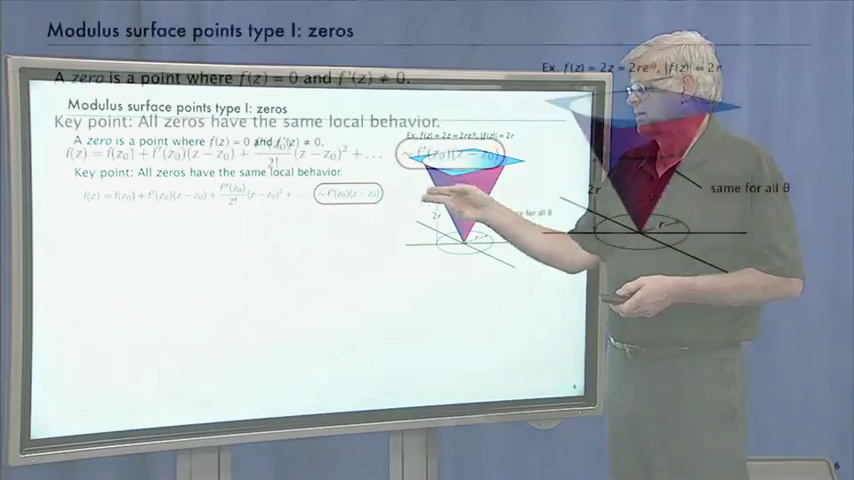 Modulus surface points type I: zeros
A zero is a point where f(z) = 0 and f'(z) ≠ 0.
Key point: All zeros have the same local behavior.
f(z) = f(z₀) + f'(z₀)(z − z₀) + f''(z₀)/2! (z − z₀)² + … ~ f'(z₀)(z − z₀)
Ex. f(z) = 2z = 2re^{iθ}, |f(z)| = 2r
2r
r
same for all θ
6
Modulus surface points type I: zeros
A zero is a point where f(z) = 0 and f'(z) ≠ 0.
Key point: All zeros have the same local behavior.
f(z) = f(z₀) + f'(z₀)(z − z₀) + f''(z₀)/2! (z − z₀)² + … ~ f'(z₀)(z − z₀)
Ex. f(z) = 2z = 2re^{iθ}, |f(z)| = 2r
2r
r
for all θ
6